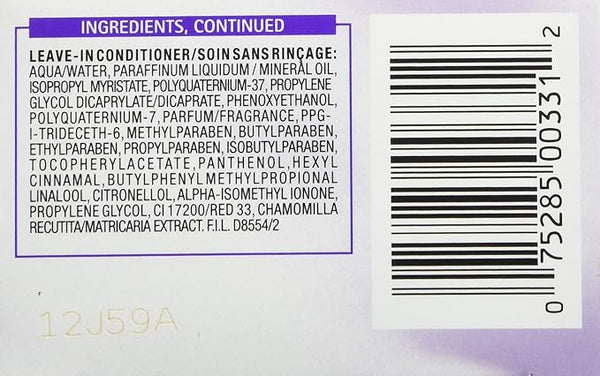 INGREDIENTS, CONTINUED
LEAVE-IN CONDITIONER/SOIN SANS RINÇAGE:
AQUA/WATER, PARAFFINUM LIQUIDUM / MINERAL OIL,
ISOPROPYL MYRISTATE, POLYQUATERNIUM-37, PROPYLENE
GLYCOL DICAPRYLATE/DICAPRATE, PHENOXYETHANOL,
POLYQUATERNIUM-7, PARFUM/FRAGRANCE, PPG-
I-TRIDECETH-6, METHYLPARABEN, BUTYLPARABEN,
ETHYLPARABEN, PROPYLPARABEN, ISOBUTYLPARABEN,
TOCOPHERYL ACETATE, PANTHENOL, HEXYL
CINNAMAL, BUTYLPHENYL METHYLPROPIONAL
LINALOOL, CITRONELLOL, ALPHA-ISOMETHYL IONONE,
PROPYLENE GLYCOL, CI 17200/RED 33, CHAMOMILLA
RECUTITA/MATRICARIA EXTRACT. F.I.L. D8554/2
12J59A
0 75285 00331 2